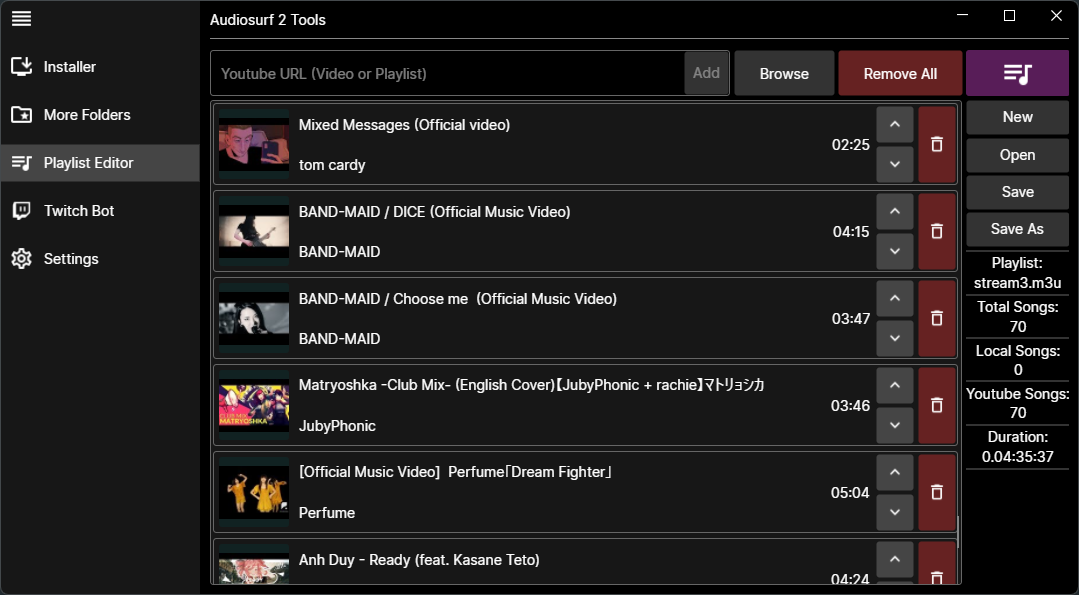 Audiosurf 2 Tools
Installer
More Folders
Playlist Editor
Twitch Bot
Settings
Youtube URL (Video or Playlist)
Add
Browse
Remove All
Mixed Messages (Official video)
tom cardy
02:25
BAND-MAID / DICE (Official Music Video)
BAND-MAID
04:15
BAND-MAID / Choose me  (Official Music Video)
BAND-MAID
03:47
Matryoshka -Club Mix- (English Cover)【JubyPhonic + rachie】マトリョシカ
JubyPhonic
03:46
MATRYOSHKA
[Official Music Video]  Perfume「Dream Fighter」
Perfume
05:04
Anh Duy - Ready (feat. Kasane Teto)
04:24
New
Open
Save
Save As
Playlist:
stream3.m3u
Total Songs:
70
Local Songs:
0
Youtube Songs:
70
Duration:
0.04:35:37